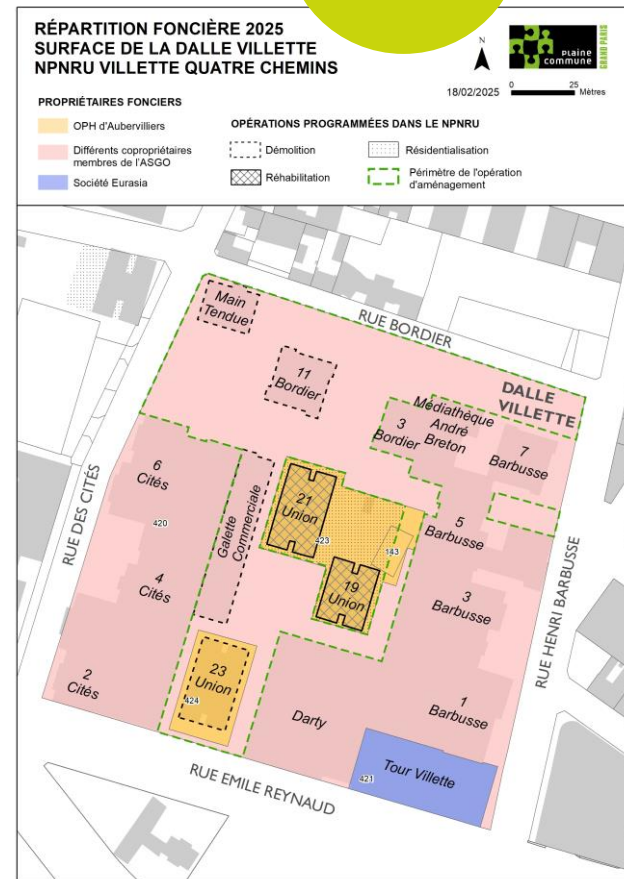 RÉPARTITION FONCIÈRE 2025
SURFACE DE LA DALLE VILLETTE
NPNRU VILLETTE QUATRE CHEMINS
PLAINE
COMMUNE
GRAND PARIS
18/02/2025
0 25
Mètres
PROPRIÉTAIRES FONCIERS
OPH d'Aubervilliers
Différents copropriétaires
membres de l'ASGO
Société Eurasia
OPÉRATIONS PROGRAMMÉES DANS LE NPNRU
Démolition
Réhabilitation
Résidentialisation
Périmètre de l'opération
d'aménagement
Main
Tendue
RUE BORDIER
11
Bordier
DALLE
VILLETTE
Médiathèque
André
Breton
3
Bordier
7
Barbusse
6
Cités
420
RUE DES CITÉS
Galette
Commerciale
21
Union
423
143
5
Barbusse
19
Union
4
Cités
3
Barbusse
RUE HENRI BARBUSSE
2
Cités
23
Union
424
Darty
1
Barbusse
Tour Villette
421
RUE EMILE REYNAUD